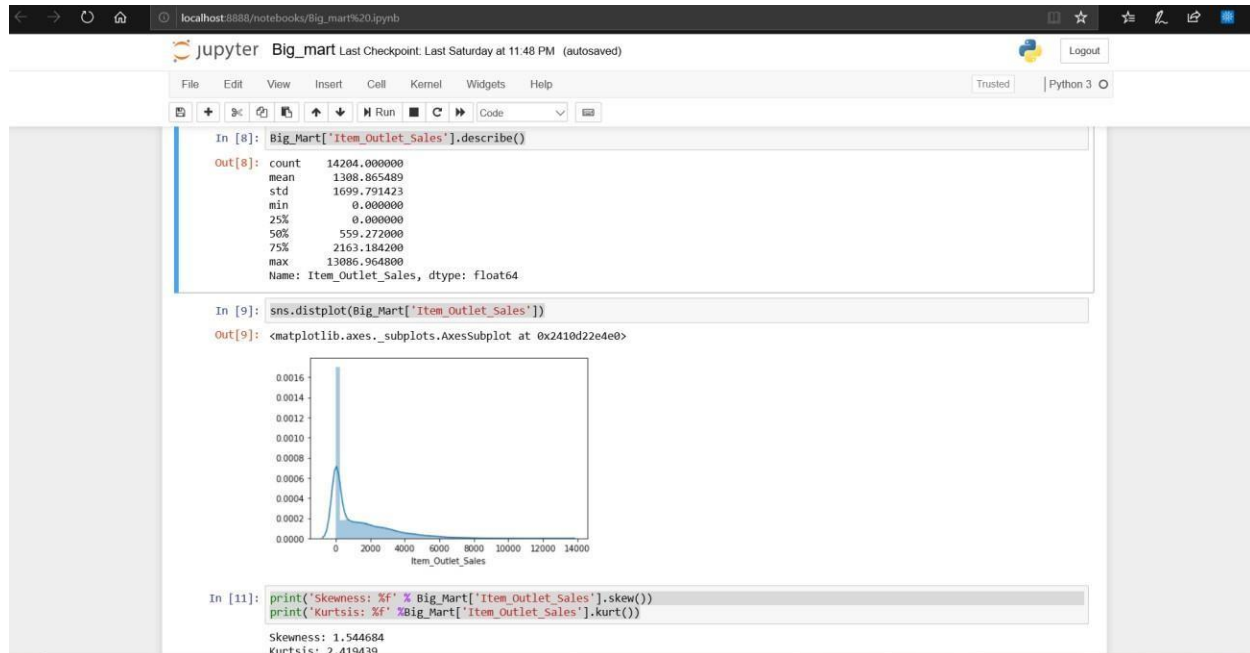 localhost:8888/notebooks/Big_mart%20.ipynb
jupyter Big_mart Last Checkpoint: Last Saturday at 11:48 PM (autosaved)
Logout
File Edit View Insert Cell Kernel Widgets Help
Trusted Python 3
Run Code
In [8]: Big_Mart['Item_Outlet_Sales'].describe()
Out[8]: count 14204.000000
mean 1308.865489
std 1699.791423
min 0.000000
25% 0.000000
50% 559.272000
75% 2163.184200
max 13086.964800
Name: Item_Outlet_Sales, dtype: float64
In [9]: sns.distplot(Big_Mart['Item_Outlet_Sales'])
Out[9]: <matplotlib.axes._subplots.AxesSubplot at 0x2410d22e4e0>
0.0016
0.0014
0.0012
0.0010
0.0008
0.0006
0.0004
0.0002
0.0000
0 2000 4000 6000 8000 10000 12000 14000
Item_Outlet_Sales
In [11]: print('Skewness: %f' % Big_Mart['Item_Outlet_Sales'].skew())
print('Kurtsis: %f' %Big_Mart['Item_Outlet_Sales'].kurt())
Skewness: 1.544684
Kurtsis: 2.419439